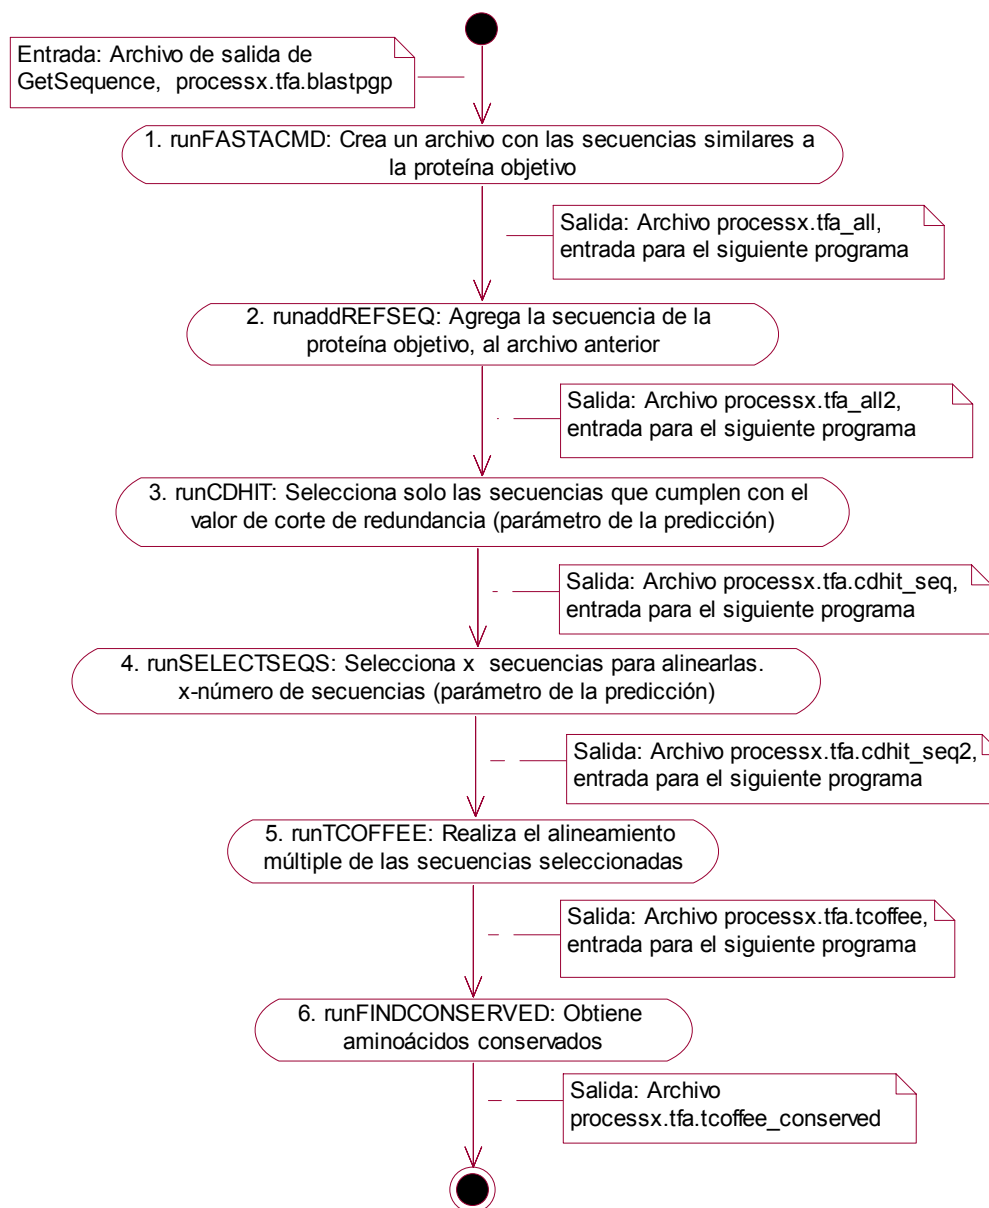 Entrada: Archivo de salida de
GetSequence, processx.tfa.blastpgp
1. runFASTACMD: Crea un archivo con las secuencias similares a
la proteína objetivo
Salida: Archivo processx.tfa_all,
entrada para el siguiente programa
2. runaddREFSEQ: Agrega la secuencia de la
proteína objetivo, al archivo anterior
Salida: Archivo processx.tfa_all2,
entrada para el siguiente programa
3. runCDHIT: Selecciona solo las secuencias que cumplen con el
valor de corte de redundancia (parámetro de la predicción)
Salida: Archivo processx.tfa.cdhit_seq,
entrada para el siguiente programa
4. runSELECTSEQS: Selecciona x secuencias para alinearlas.
x-número de secuencias (parámetro de la predicción)
Salida: Archivo processx.tfa.cdhit_seq2,
entrada para el siguiente programa
5. runTCOFFEE: Realiza el alineamiento
múltiple de las secuencias seleccionadas
Salida: Archivo processx.tfa.tcoffee,
entrada para el siguiente programa
6. runFINDCONSERVED: Obtiene
aminoácidos conservados
Salida: Archivo
processx.tfa.tcoffee_conserved